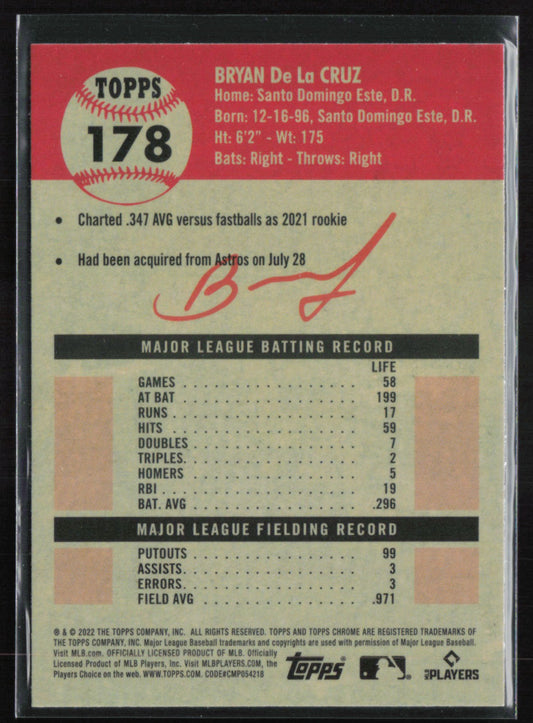 TOPPS
178
BRYAN De La CRUZ
Home: Santo Domingo Este, D.R.
Born: 12-16-96, Santo Domingo Este, D.R.
Ht: 6'2" - Wt: 175
Bats: Right - Throws: Right
• Charted .347 AVG versus fastballs as 2021 rookie
• Had been acquired from Astros on July 28
MAJOR LEAGUE BATTING RECORD
LIFE
GAMES 58
AT BAT 199
RUNS 17
HITS 59
DOUBLES 7
TRIPLES 2
HOMERS 5
RBI 19
BAT. AVG .296
MAJOR LEAGUE FIELDING RECORD
PUTOUTS 99
ASSISTS 3
ERRORS 3
FIELD AVG .971
® & © 2022 THE TOPPS COMPANY, INC. ALL RIGHTS RESERVED. TOPPS AND TOPPS CHROME ARE REGISTERED TRADEMARKS OF
THE TOPPS COMPANY, INC. Major League Baseball trademarks and copyrights are used with permission of Major League Baseball.
Visit MLB.com. OFFICIALLY LICENSED PRODUCT OF MLB. Officially
Licensed Product of MLB Players, Inc. Visit MLBPLAYERS.COM, the
Players Choice on the web. WWW.TOPPS.COM. CODE#CMP054218
Topps
MLB PLAYERS